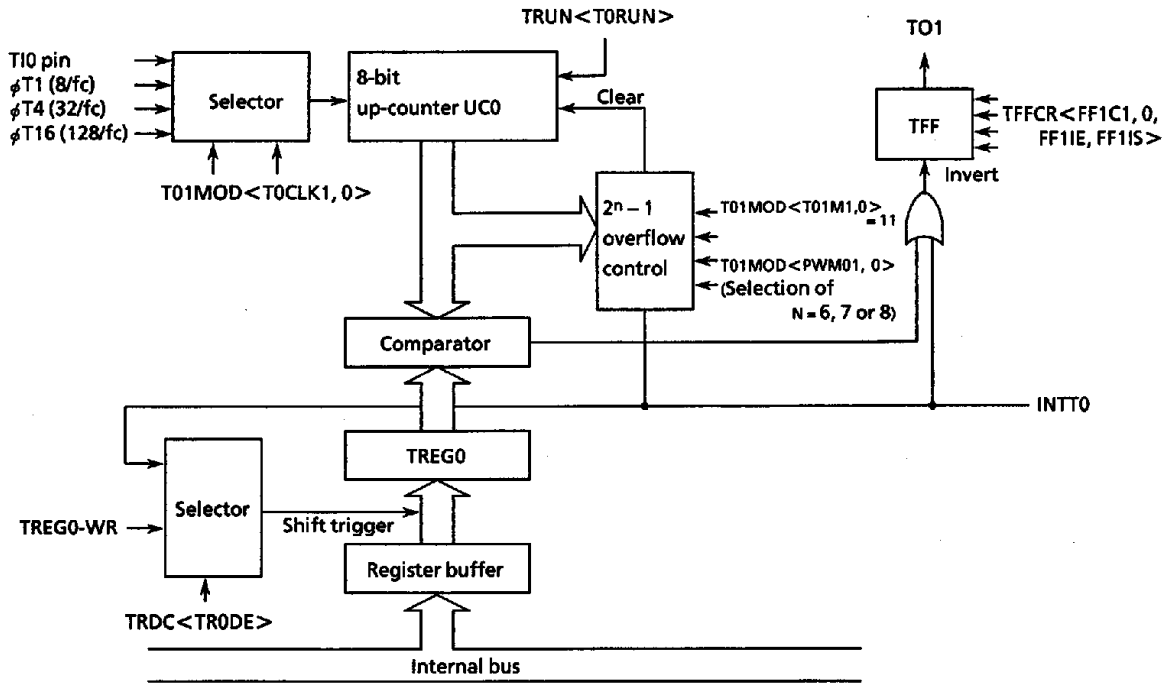 TRUN<T0RUN>
TO1
TI0 pin
ϕT1 (8/fc)
ϕT4 (32/fc)
ϕT16 (128/fc)
Selector
8-bit
up-counter UC0
Clear
TFF
TFFCR<FF1C1, 0,
FF1IE, FF1IS>
Invert
T01MOD<T0CLK1, 0>
2ⁿ – 1
overflow
control
T01MOD<T01M1,0>
= 11
T01MOD<PWM01, 0>
(Selection of
N = 6, 7 or 8)
Comparator
INTT0
TREG0
Selector
TREG0-WR
Shift trigger
Register buffer
TRDC<TR0DE>
Internal bus